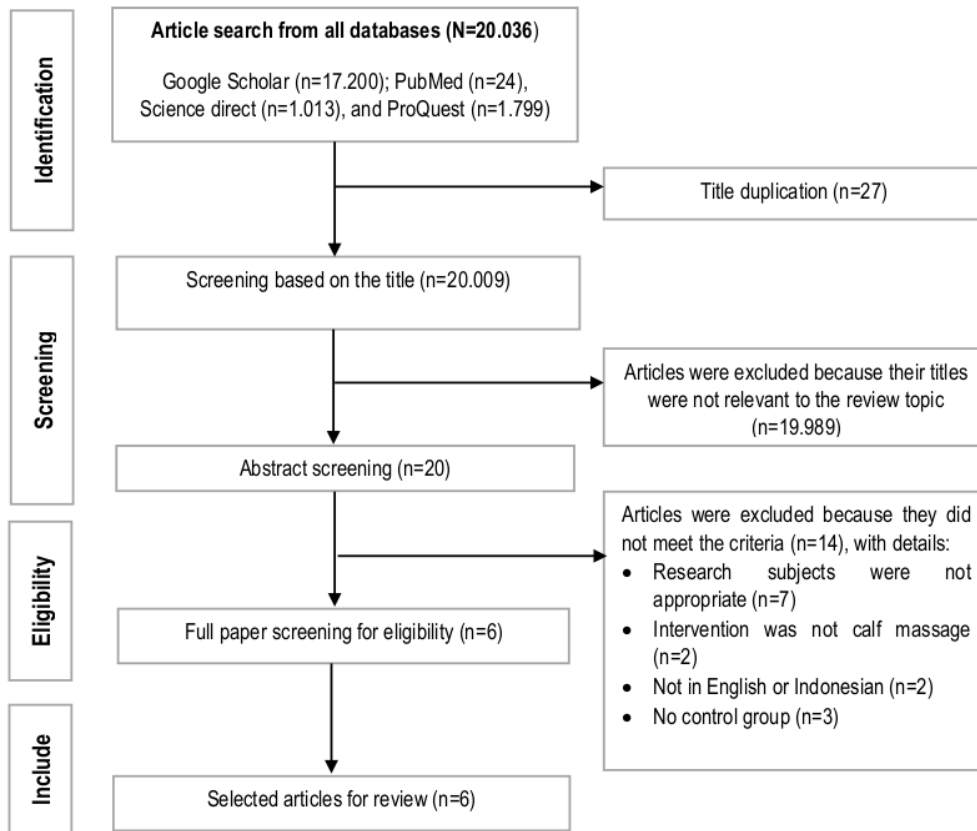 Identification
Article search from all databases (N=20.036)
Google Scholar (n=17.200); PubMed (n=24),
Science direct (n=1.013), and ProQuest (n=1.799)
Title duplication (n=27)
Screening
Screening based on the title (n=20.009)
Articles were excluded because their titles
were not relevant to the review topic
(n=19.989)
Abstract screening (n=20)
Eligibility
Articles were excluded because they did
not meet the criteria (n=14), with details:
• Research subjects were not
appropriate (n=7)
• Intervention was not calf massage
(n=2)
• Not in English or Indonesian (n=2)
• No control group (n=3)
Full paper screening for eligibility (n=6)
Include
Selected articles for review (n=6)